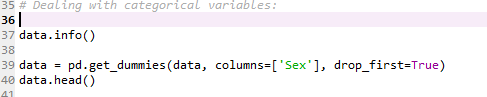 35 # Dealing with categorical variables:
36
37 data.info()
38
39 data = pd.get_dummies(data, columns=['Sex'], drop_first=True)
40 data.head()
41